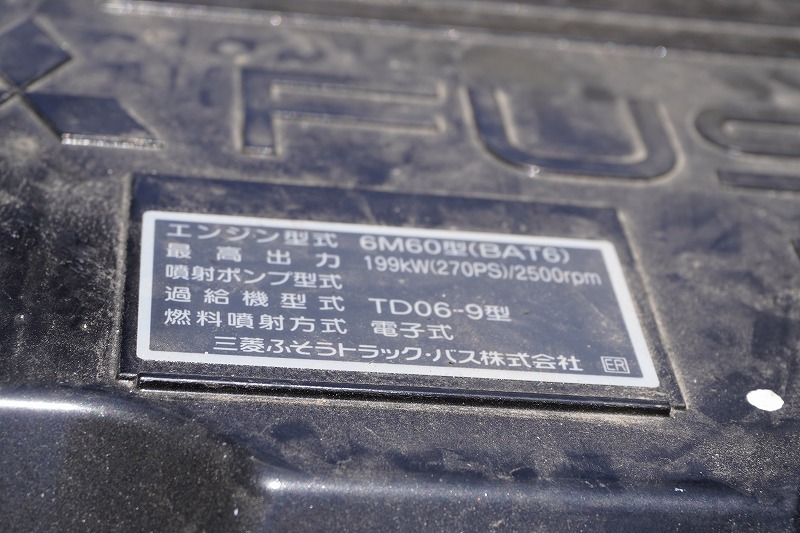 FUS
エンジン型式 6M60型(BAT6)
最高出力 199kW(270PS)/2500rpm
噴射ポンプ型式
過給機型式 TD06-9型
燃料噴射方式 電子式
三菱ふそうトラック・バス株式会社 ER